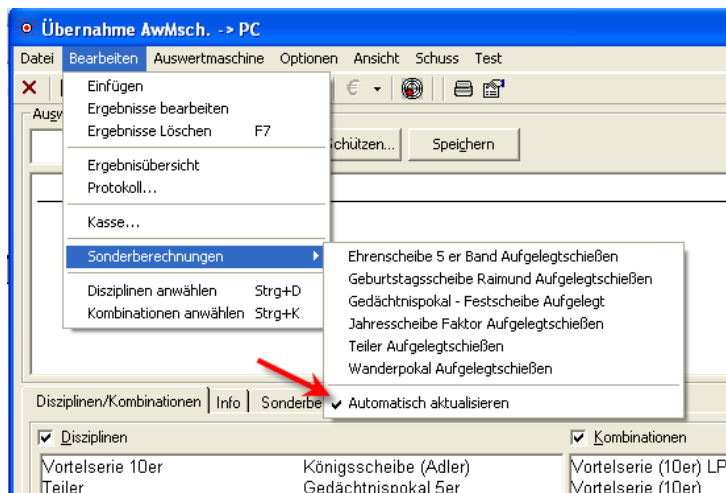 Übernahme AwMsch. -> PC
Datei Bearbeiten Auswertmaschine Optionen Ansicht Schuss Test
Einfügen
Ergebnisse bearbeiten
Ergebnisse Löschen F7
Ergebnisübersicht
Protokoll...
Kasse...
Sonderberechnungen
Disziplinen anwählen Strg+D
Kombinationen anwählen Strg+K
€
Ausw
chützen... Speichern
Ehrenscheibe 5 er Band Aufgelegtschießen
Geburtstagsscheibe Raimund Aufgelegtschießen
Gedächtnispokal - Festscheibe Aufgelegt
Jahresscheibe Faktor Aufgelegtschießen
Teiler Aufgelegtschießen
Wanderpokal Aufgelegtschießen
Automatisch aktualisieren
Disziplinen/Kombinationen Info Sonderbe
Disziplinen Kombinationen
Vortelserie 10er Königsscheibe (Adler) Vortelserie (10er) LP
Teiler Gedächtnispokal 5er Vortelserie (10er)